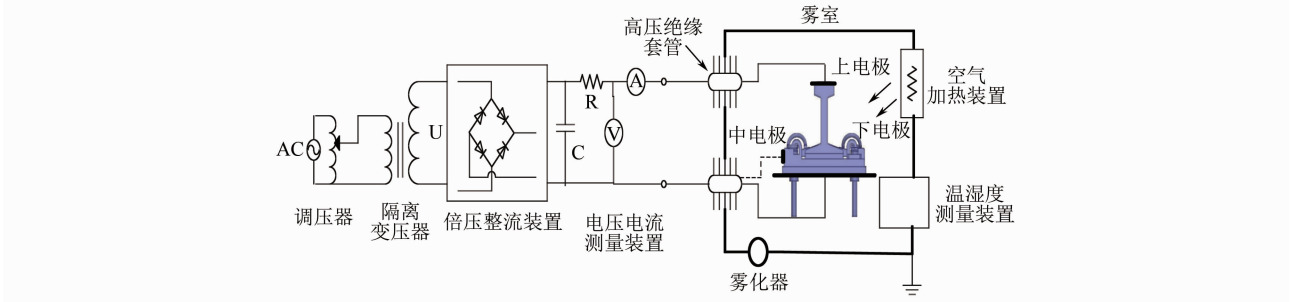 高压绝缘
套管
雾室
上电极
空气
加热装置
A
R
AC
U
V
C
中电极
下电极
调压器
隔离
变压器
倍压整流装置
电压电流
测量装置
温湿度
测量装置
雾化器